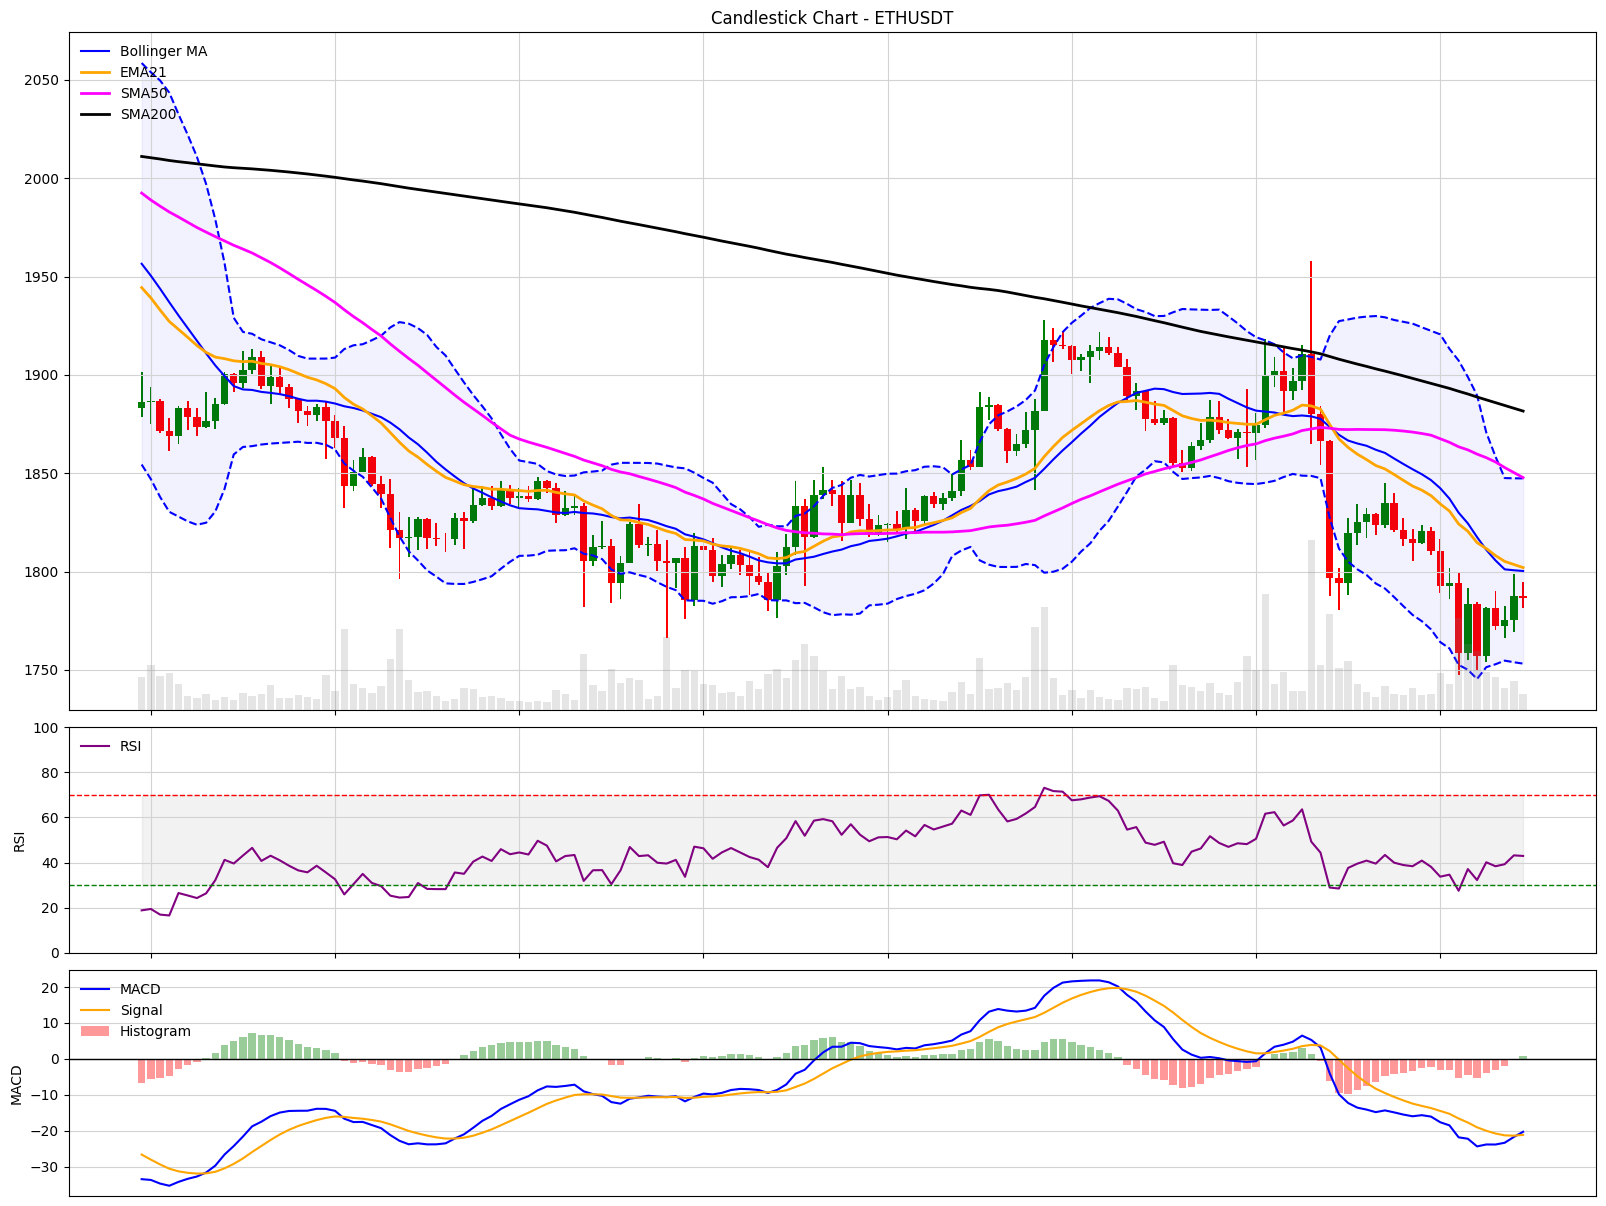 Candlestick Chart - ETHUSDT
Bollinger MA
EMA21
SMA50
SMA200
2050
2000
1950
1900
1850
1800
1750
RSI
RSI
100
80
60
40
20
0
MACD
Signal
Histogram
MACD
20
10
0
−10
−20
−30